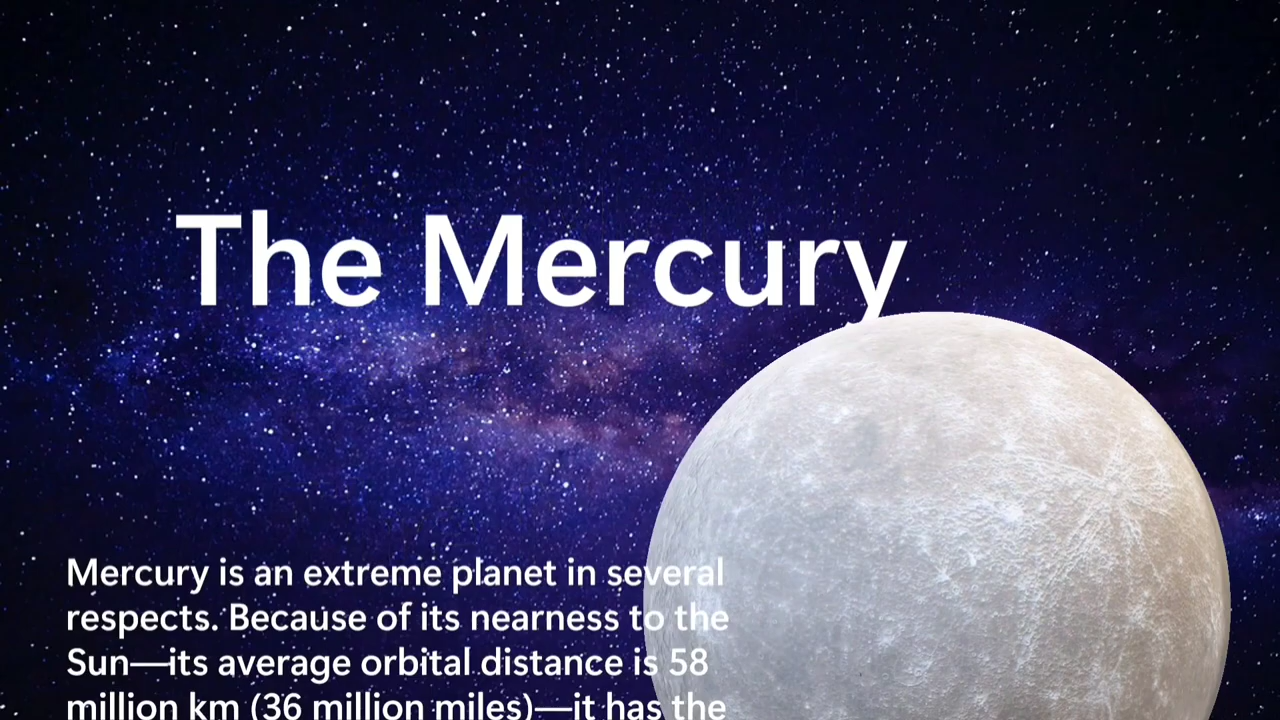 The Mercury
Mercury is an extreme planet in several
respects. Because of its nearness to the
Sun—its average orbital distance is 58
million km (36 million miles)—it has the